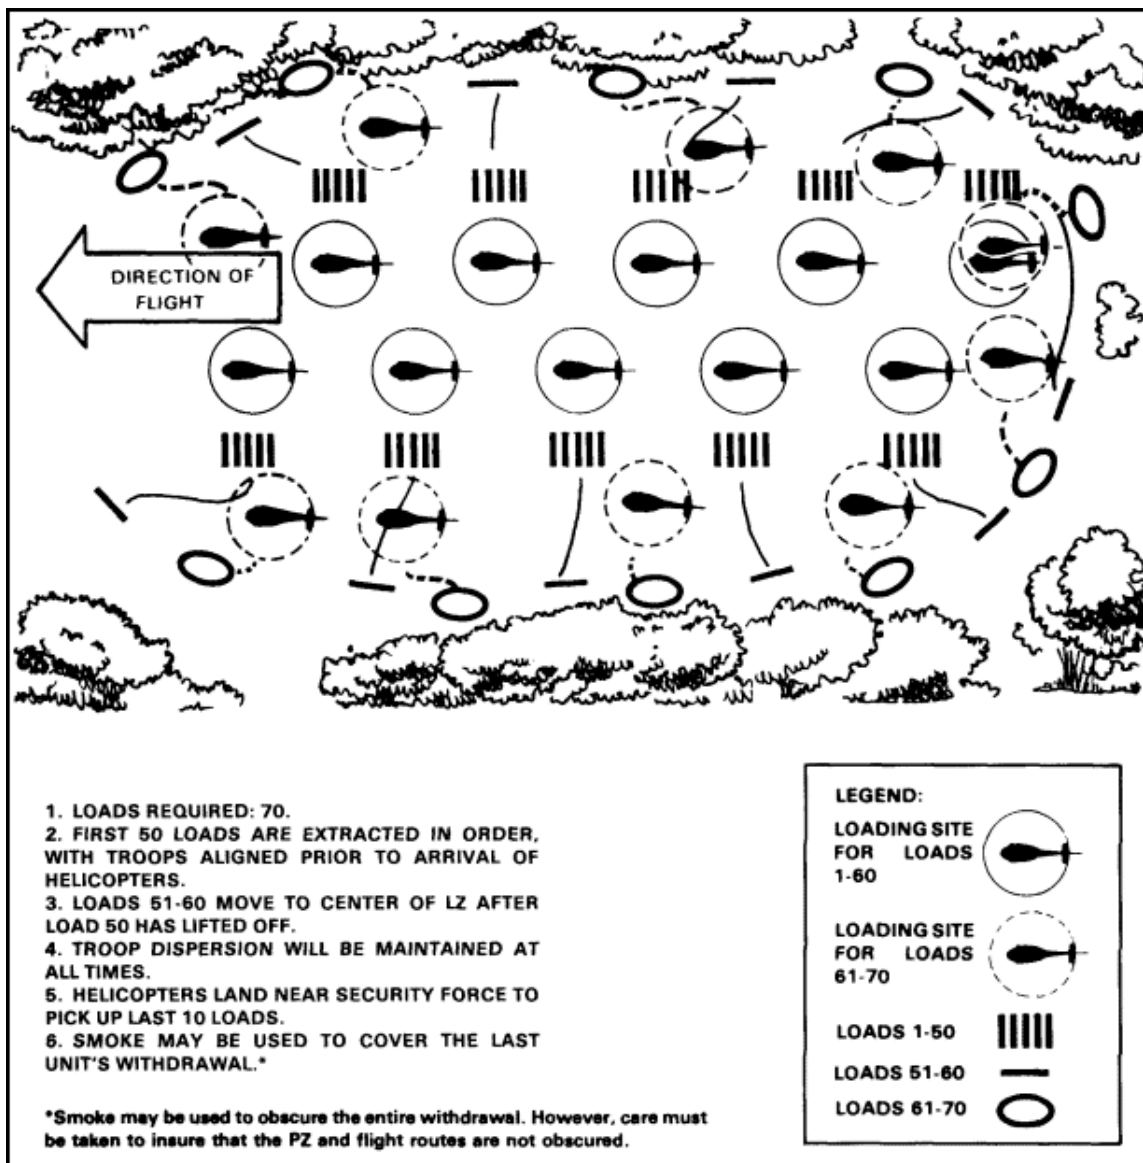 DIRECTION OF
FLIGHT
1. LOADS REQUIRED: 70.
2. FIRST 50 LOADS ARE EXTRACTED IN ORDER,
WITH TROOPS ALIGNED PRIOR TO ARRIVAL OF
HELICOPTERS.
3. LOADS 51-60 MOVE TO CENTER OF LZ AFTER
LOAD 50 HAS LIFTED OFF.
4. TROOP DISPERSION WILL BE MAINTAINED AT
ALL TIMES.
5. HELICOPTERS LAND NEAR SECURITY FORCE TO
PICK UP LAST 10 LOADS.
6. SMOKE MAY BE USED TO COVER THE LAST
UNIT'S WITHDRAWAL.*
*Smoke may be used to obscure the entire withdrawal. However, care must
be taken to insure that the PZ and flight routes are not obscured.
LEGEND:
LOADING SITE
FOR LOADS
1-60
LOADING SITE
FOR LOADS
61-70
LOADS 1-50
LOADS 51-60
LOADS 61-70